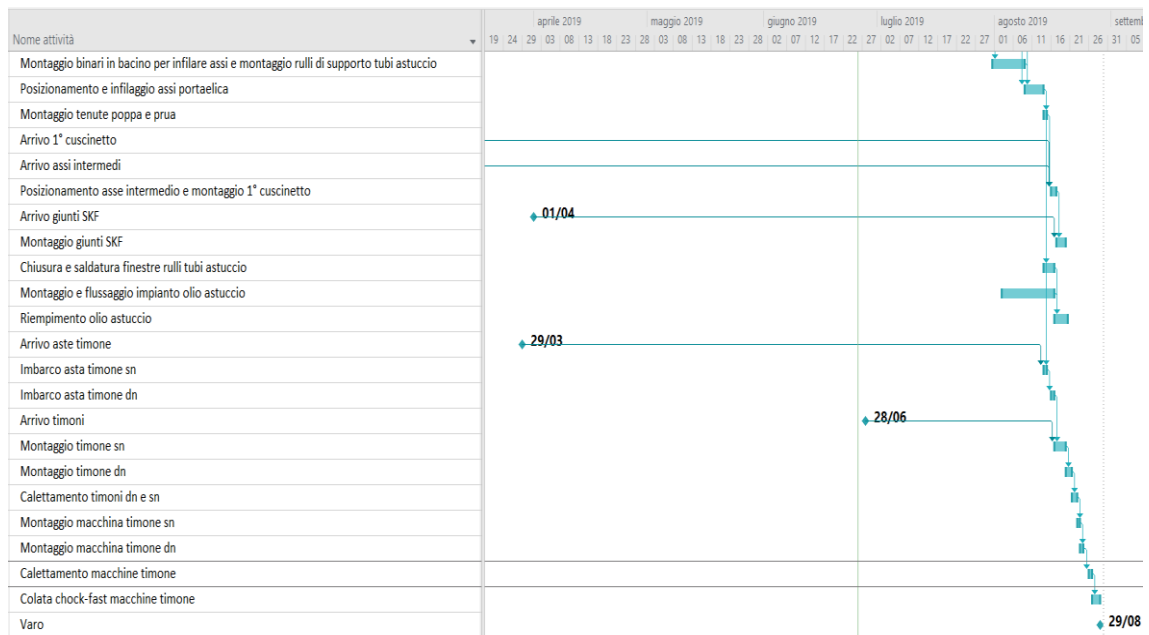 aprile 2019 maggio 2019 giugno 2019 luglio 2019 agosto 2019 settemb
Nome attività 19 24 29 03 08 13 18 23 28 03 08 13 18 23 28 02 07 12 17 22 27 02 07 12 17 22 27 01 06 11 16 21 26 31 05
Montaggio binari in bacino per infilare assi e montaggio rulli di supporto tubi astuccio
Posizionamento e infilaggio assi portaelica
Montaggio tenute poppa e prua
Arrivo 1° cuscinetto
Arrivo assi intermedi
Posizionamento asse intermedio e montaggio 1° cuscinetto
Arrivo giunti SKF 01/04
Montaggio giunti SKF
Chiusura e saldatura finestre rulli tubi astuccio
Montaggio e flussaggio impianto olio astuccio
Riempimento olio astuccio
Arrivo aste timone 29/03
Imbarco asta timone sn
Imbarco asta timone dn
Arrivo timoni 28/06
Montaggio timone sn
Montaggio timone dn
Calettamento timoni dn e sn
Montaggio macchina timone sn
Montaggio macchina timone dn
Calettamento macchine timone
Colata chock-fast macchine timone
Varo 29/08